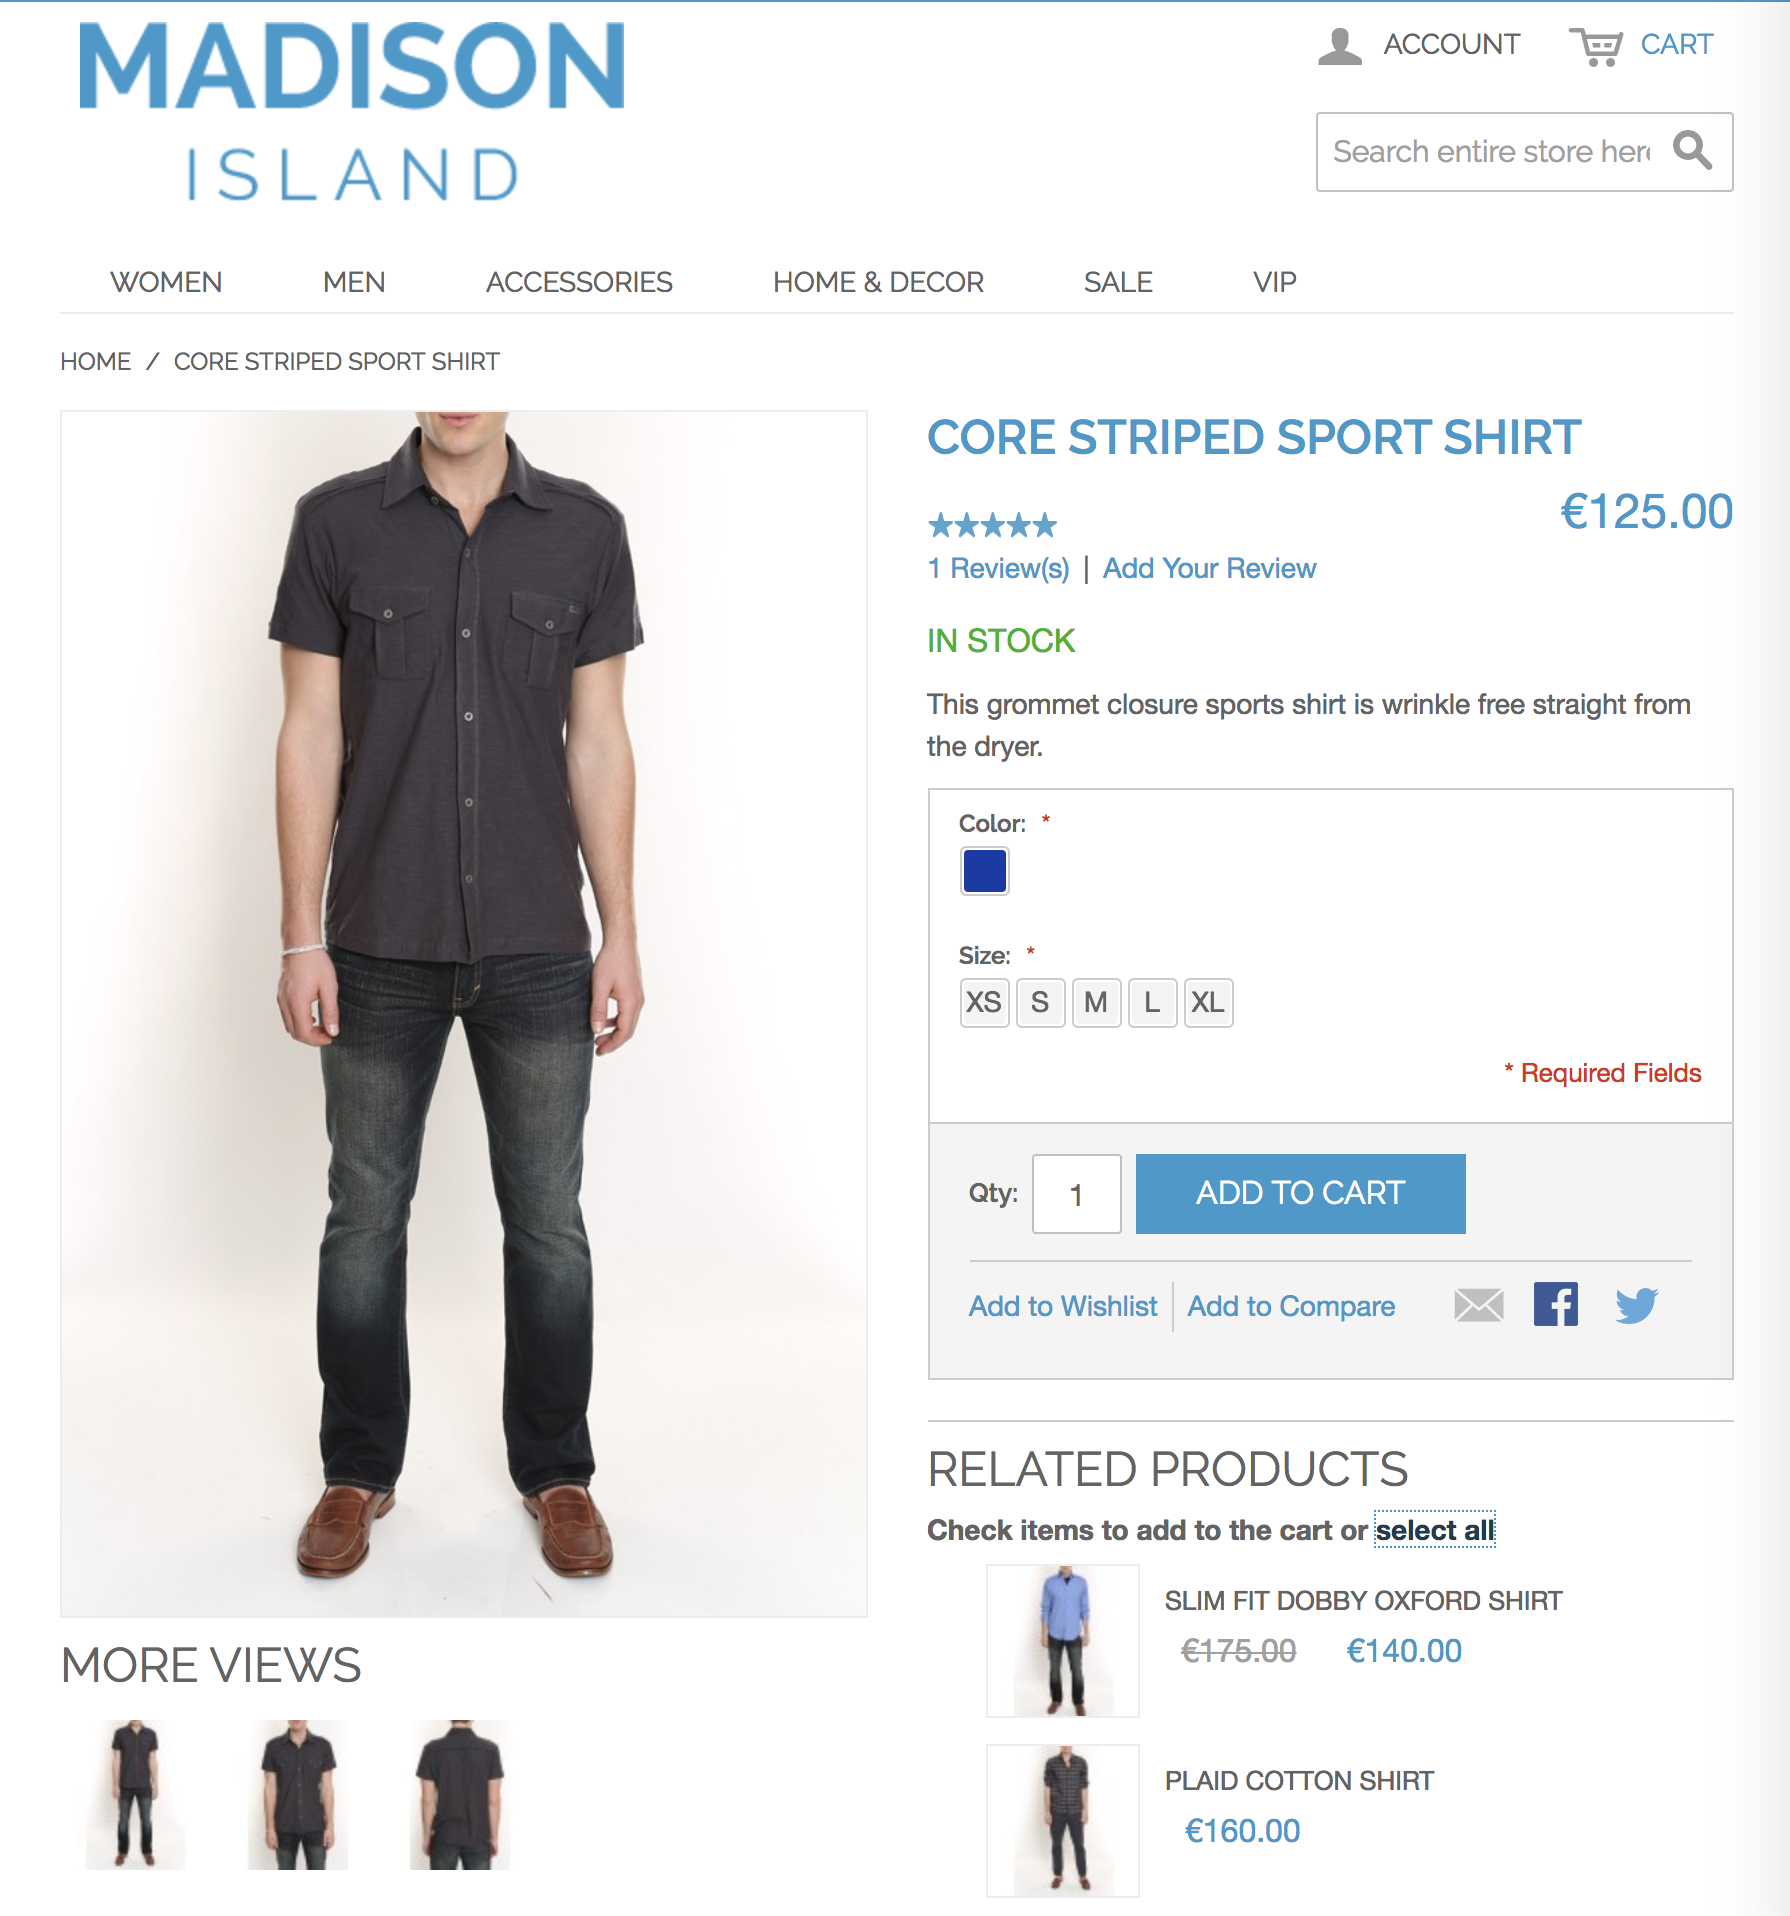 MADISON
ISLAND
ACCOUNT
CART
Search entire store here
WOMEN
MEN
ACCESSORIES
HOME & DECOR
SALE
VIP
HOME / CORE STRIPED SPORT SHIRT
CORE STRIPED SPORT SHIRT
€125.00
1 Review(s) | Add Your Review
IN STOCK
This grommet closure sports shirt is wrinkle free straight from
the dryer.
Color: *
Size: *
XS S M L XL
* Required Fields
Qty: 1 ADD TO CART
Add to Wishlist
Add to Compare
f
RELATED PRODUCTS
Check items to add to the cart or select all
SLIM FIT DOBBY OXFORD SHIRT
€175.00 €140.00
PLAID COTTON SHIRT
€160.00
MORE VIEWS